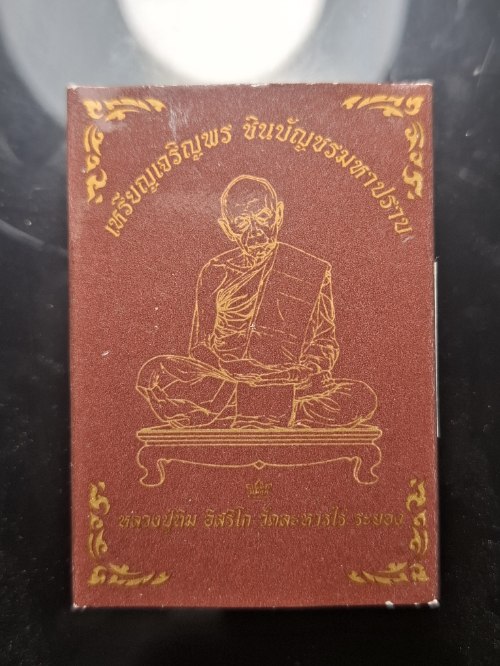 เหรียญเจริญพร ชินบัญชรมหาปราบ
หลวงปู่ทิม อิสริโก วัดละหารไร่ ระยอง